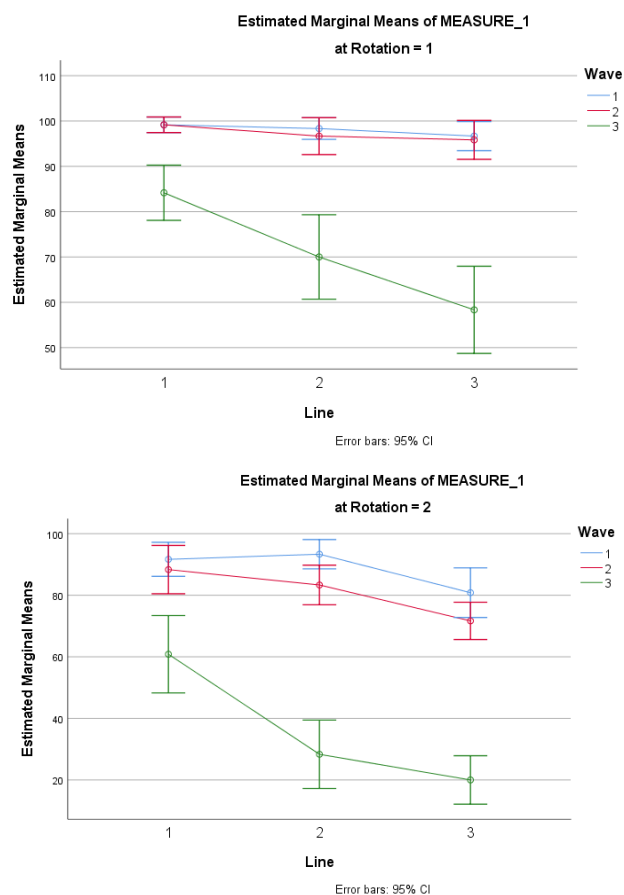 Estimated Marginal Means of MEASURE_1
at Rotation = 1
Estimated Marginal Means
110
100
90
80
70
60
50
1 2 3
Line
Error bars: 95% CI
Wave
1
2
3
Estimated Marginal Means of MEASURE_1
at Rotation = 2
Estimated Marginal Means
100
80
60
40
20
1 2 3
Line
Error bars: 95% CI
Wave
1
2
3